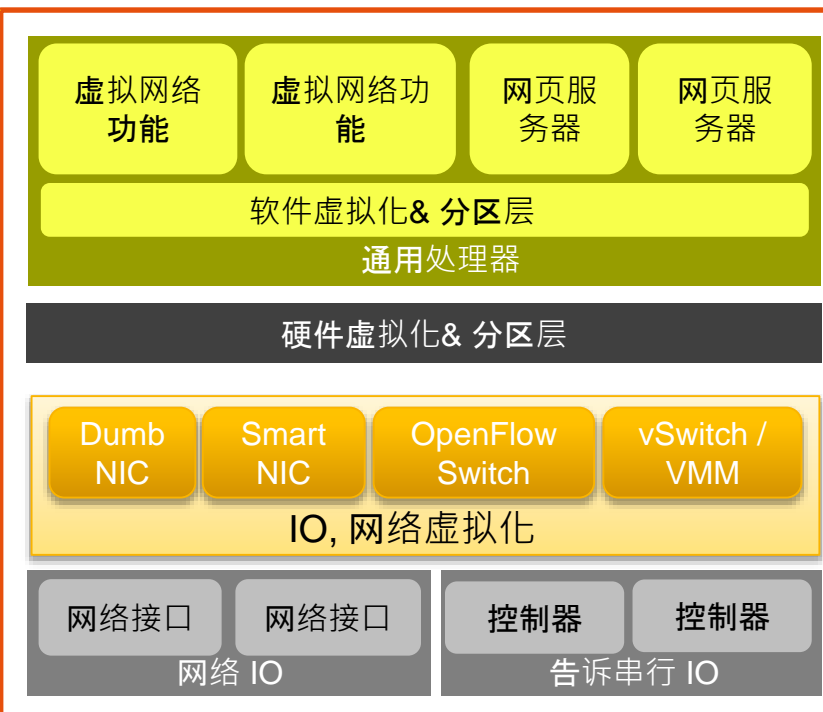 虚拟网络
功能
虚拟网络功
能
网页服
务器
网页服
务器
软件虚拟化& 分区层
通用处理器
硬件虚拟化& 分区层
Dumb
NIC
Smart
NIC
OpenFlow
Switch
vSwitch /
VMM
IO, 网络虚拟化
网络接口
网络接口
控制器
控制器
网络 IO
告诉串行 IO